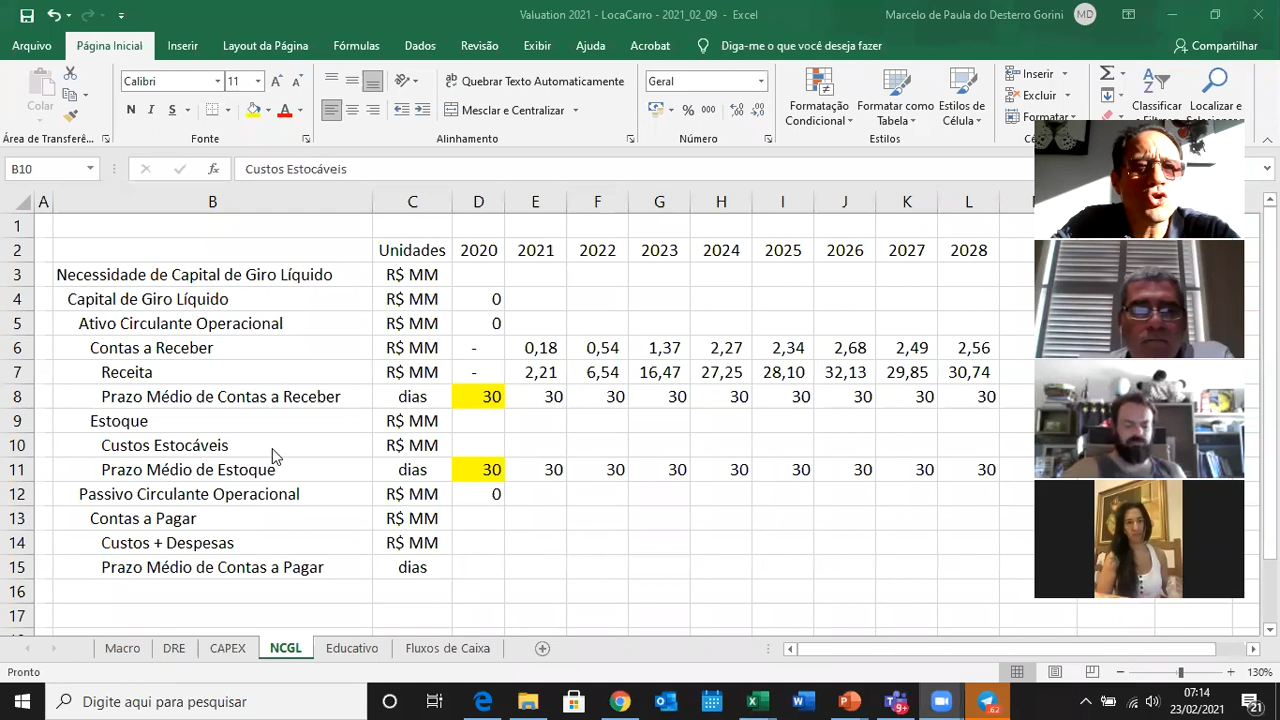 Valuation 2021 - LocaCarro - 2021_02_09 - Excel
Marcelo de Paula do Desterro Gorini MD
Arquivo Página Inicial Inserir Layout da Página Fórmulas Dados Revisão Exibir Ajuda Acrobat Diga-me o que você deseja fazer Compartilhar
Colar
Calibri 11
N I S
Quebrar Texto Automaticamente
Mesclar e Centralizar
Geral
% 000
Formatação Condicional
Formatar como Tabela
Estilos de Célula
Inserir
Excluir
Formatar
Classificar
Localizar e
Área de Transferê... Fonte Alinhamento Número Estilos
B10 fx Custos Estocáveis
A B C D E F G H I J K L
1
2 Unidades 2020 2021 2022 2023 2024 2025 2026 2027 2028
3 Necessidade de Capital de Giro Líquido R$ MM
4 Capital de Giro Líquido R$ MM 0
5 Ativo Circulante Operacional R$ MM 0
6 Contas a Receber R$ MM - 0,18 0,54 1,37 2,27 2,34 2,68 2,49 2,56
7 Receita R$ MM - 2,21 6,54 16,47 27,25 28,10 32,13 29,85 30,74
8 Prazo Médio de Contas a Receber dias 30 30 30 30 30 30 30 30 30
9 Estoque R$ MM
10 Custos Estocáveis R$ MM
11 Prazo Médio de Estoque dias 30 30 30 30 30 30 30 30 30
12 Passivo Circulante Operacional R$ MM 0
13 Contas a Pagar R$ MM
14 Custos + Despesas R$ MM
15 Prazo Médio de Contas a Pagar dias
16
17
Macro DRE CAPEX NCGL Educativo Fluxos de Caixa
Pronto 130%
Digite aqui para pesquisar
07:14
23/02/2021
21